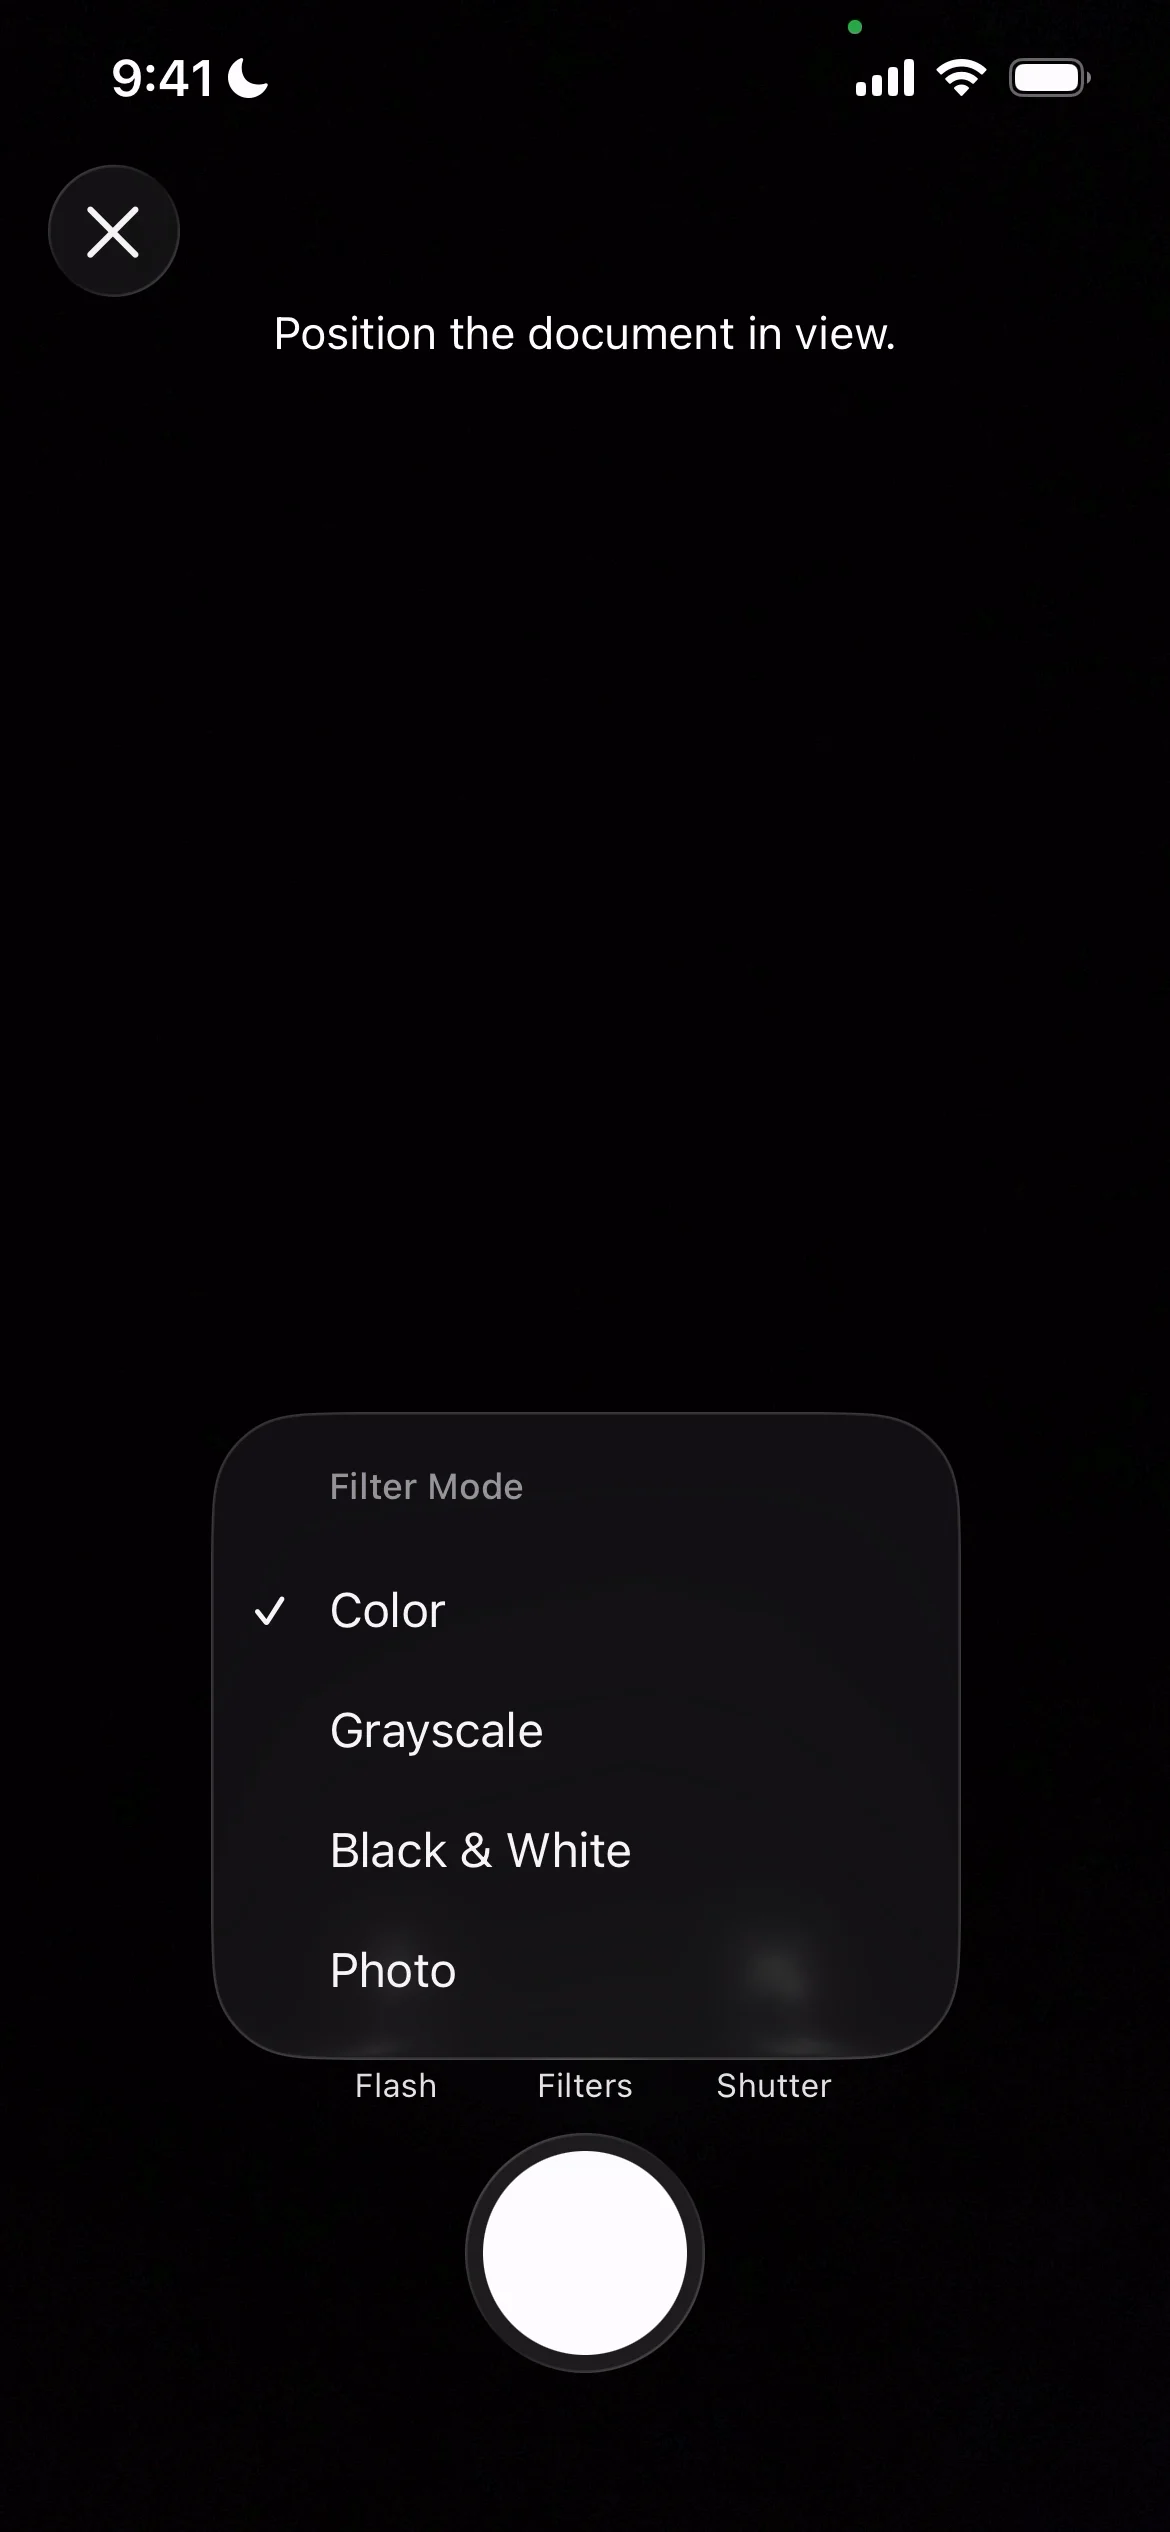 9:41
Position the document in view.
Filter Mode
Color
Grayscale
Black & White
Photo
Flash
Filters
Shutter